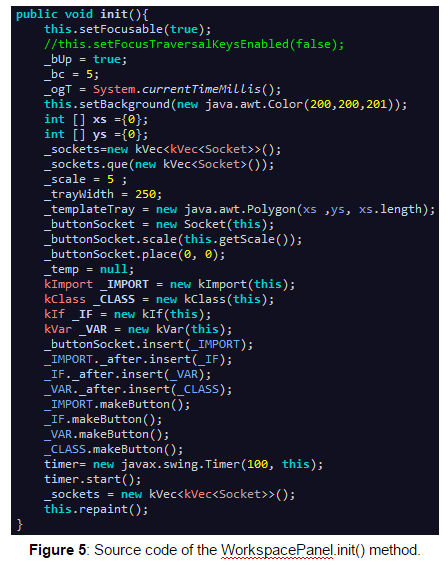 public void init(){
this.setFocusable(true);
//this.setFocusTraversalKeysEnabled(false);
_bUp = true;
_bc = 5;
_ogT = System.currentTimeMillis();
this.setBackground(new java.awt.Color(200,200,201));
int [] xs ={0};
int [] ys ={0};
_sockets=new kVec<kVec<Socket>>();
_sockets.que(new kVec<Socket>());
_scale = 5 ;
_trayWidth = 250;
_templateTray = new java.awt.Polygon(xs ,ys, xs.length);
_buttonSocket = new Socket(this);
_buttonSocket.scale(this.getScale());
_buttonSocket.place(0, 0);
_temp = null;
kImport _IMPORT = new kImport(this);
kClass _CLASS = new kClass(this);
kIf _IF = new kIf(this);
kVar _VAR = new kVar(this);
_buttonSocket.insert(_IMPORT);
_IMPORT._after.insert(_IF);
_IF._after.insert(_VAR);
_VAR._after.insert(_CLASS);
_IMPORT.makeButton();
_IF.makeButton();
_VAR.makeButton();
_CLASS.makeButton();
timer= new javax.swing.Timer(100, this);
timer.start();
_sockets = new kVec<kVec<Socket>>();
this.repaint();
}
Figure 5: Source code of the WorkspacePanel.init() method.